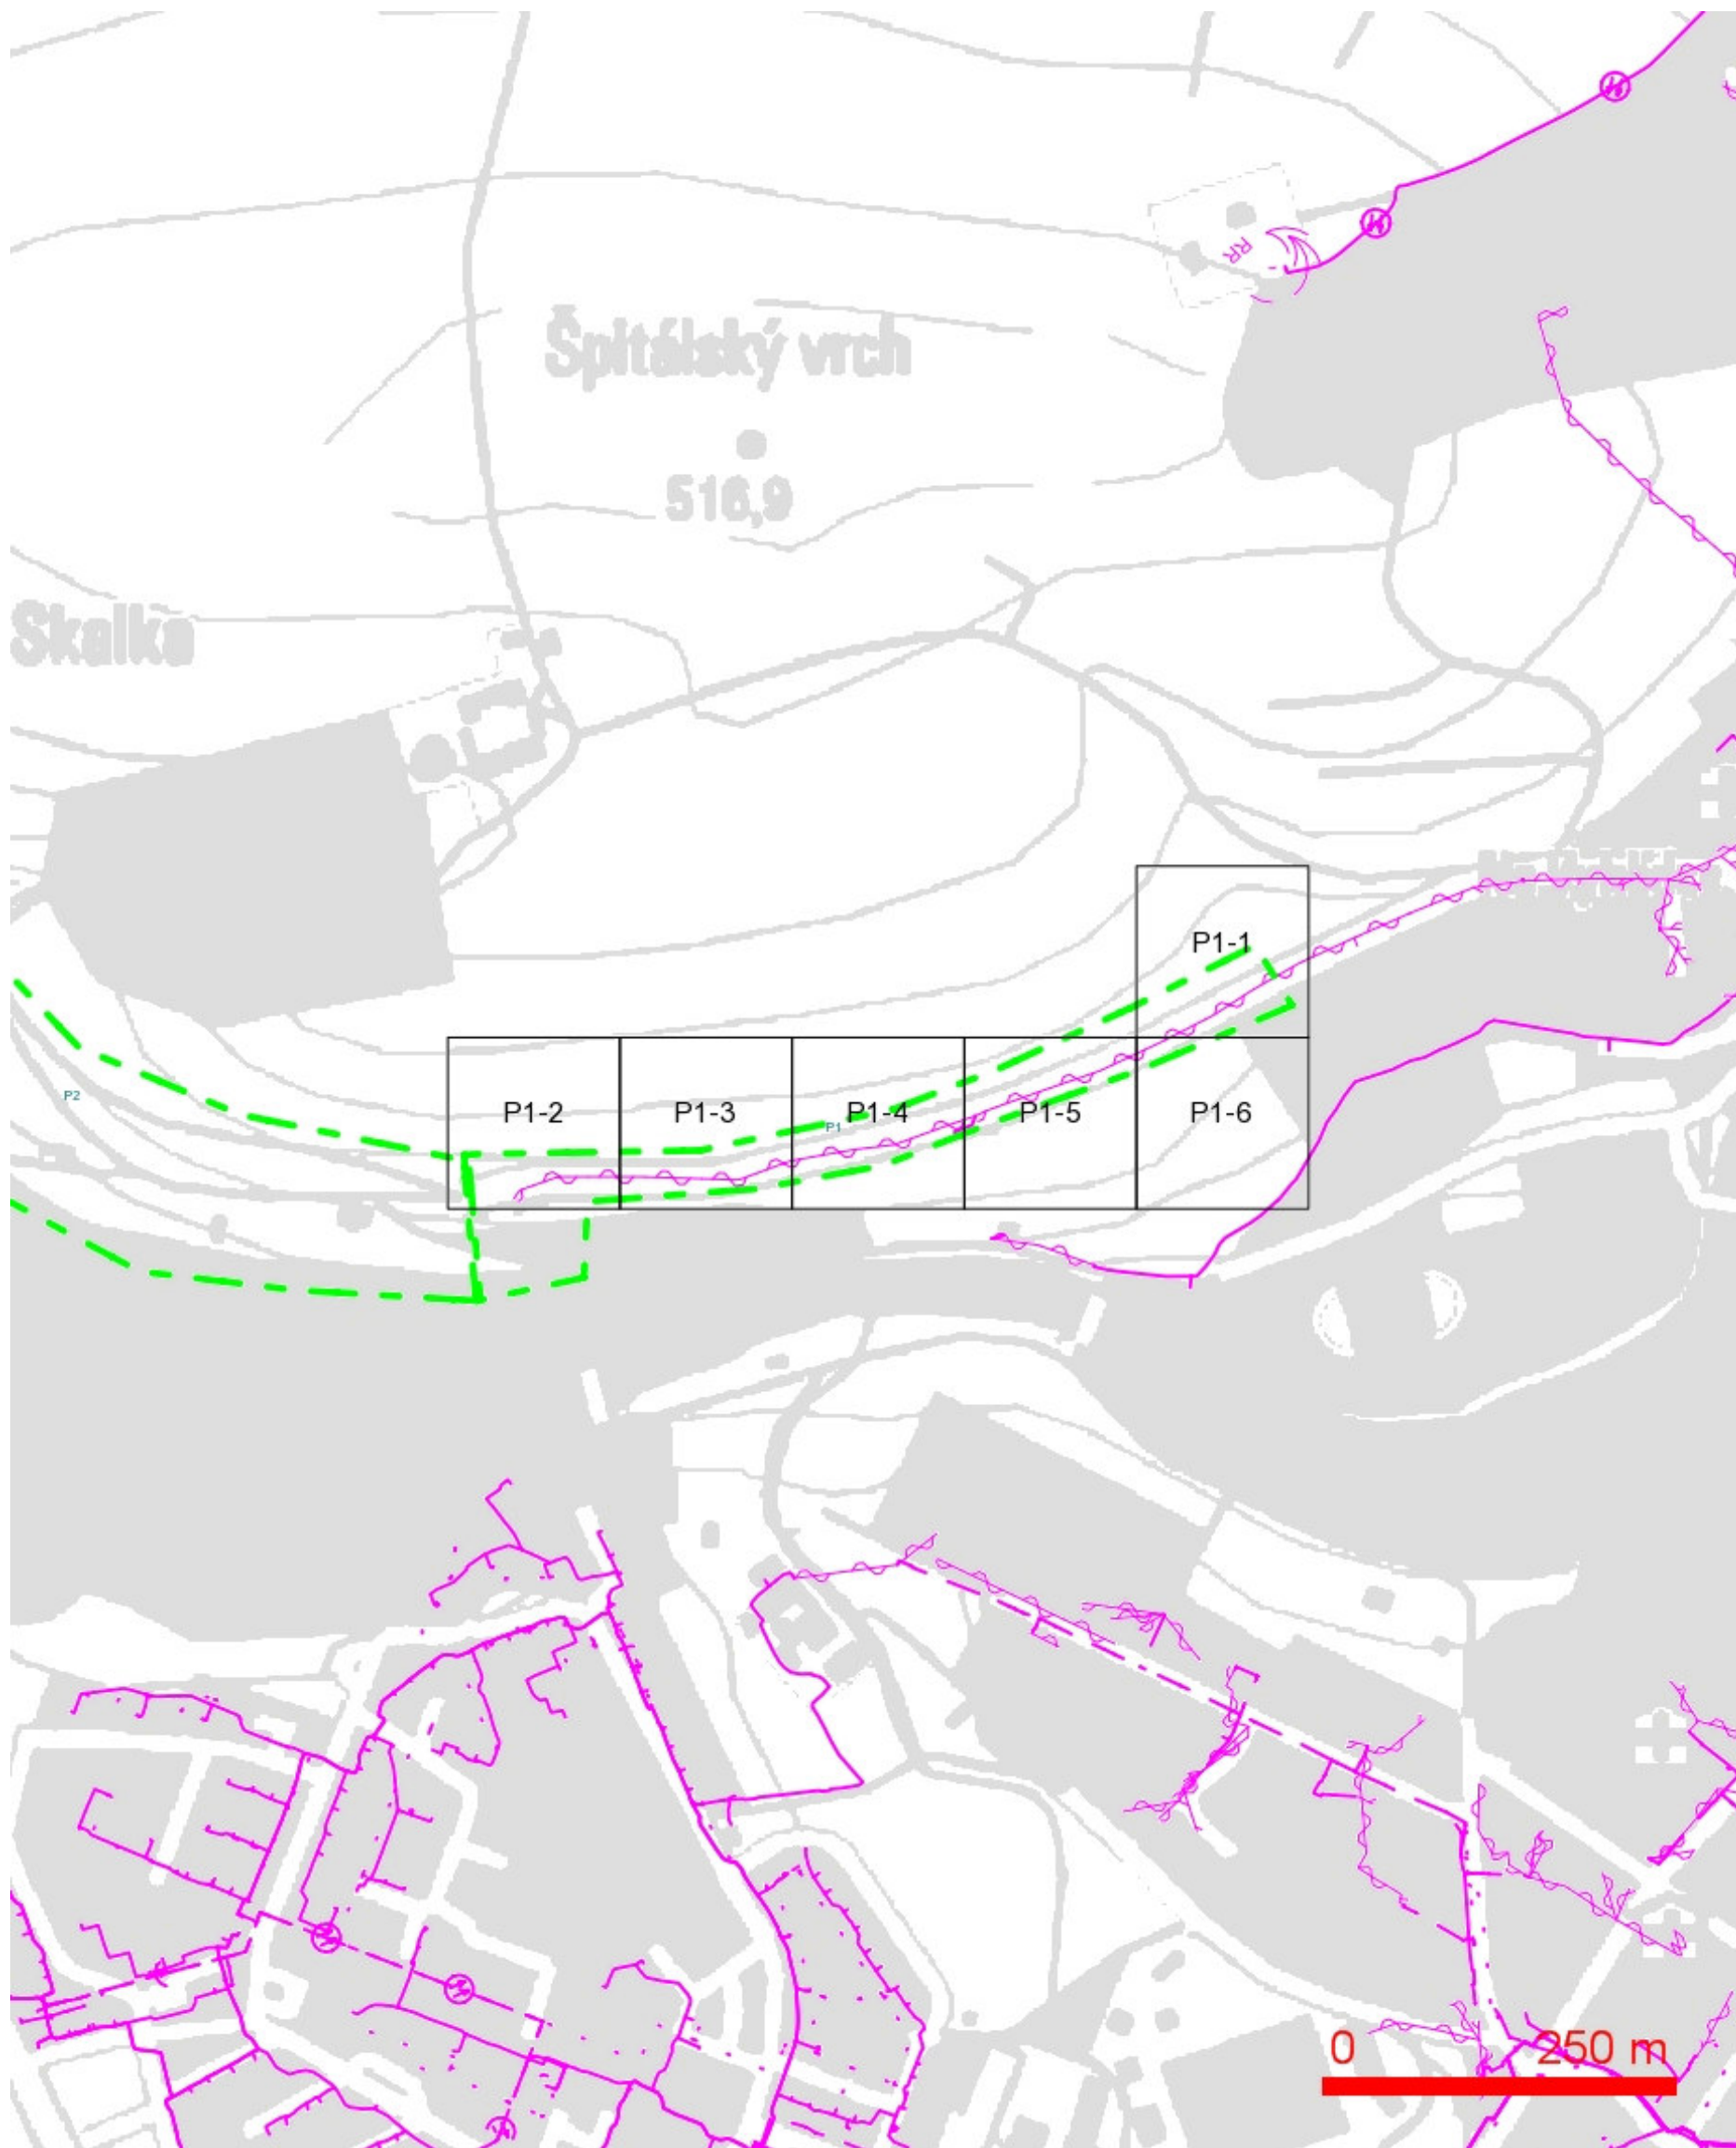 RR
Špitálský vrch
516,9
Skalka
P1-1
P2
P1-2
P1-3
P1-4
P1-5
P1-6
P1
0
250 m